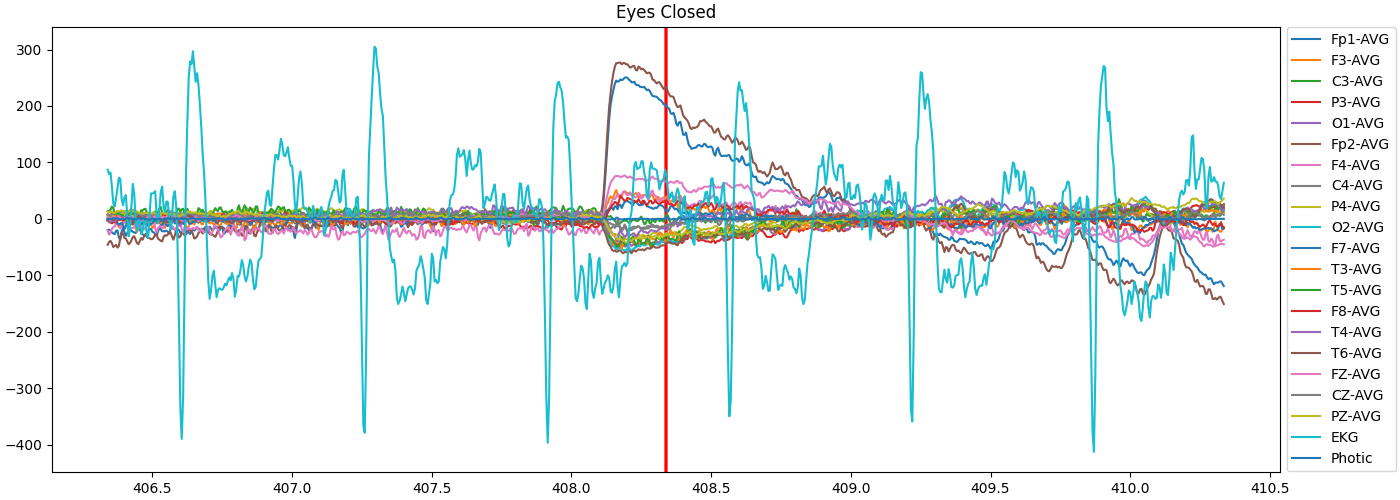 Eyes Closed
300
200
100
0
−100
−200
−300
−400
406.5 407.0 407.5 408.0 408.5 409.0 409.5 410.0 410.5
Fp1-AVG
F3-AVG
C3-AVG
P3-AVG
O1-AVG
Fp2-AVG
F4-AVG
C4-AVG
P4-AVG
O2-AVG
F7-AVG
T3-AVG
T5-AVG
F8-AVG
T4-AVG
T6-AVG
FZ-AVG
CZ-AVG
PZ-AVG
EKG
Photic